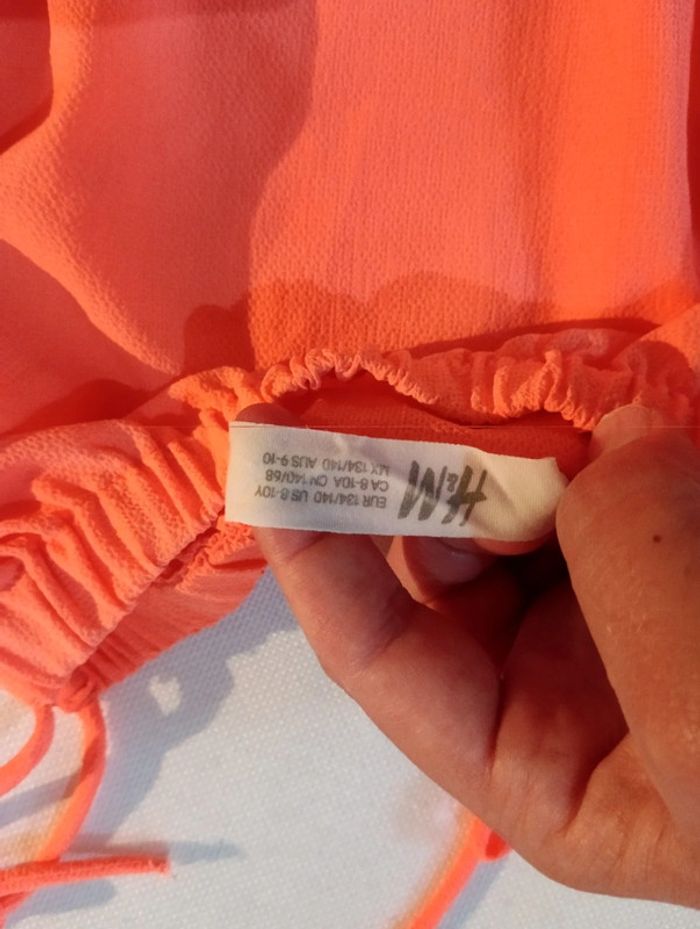 H&M
EUR 134/140 US 8-10Y
CA 8-10A CN 140/68
MX 134/140 AUS 9-10